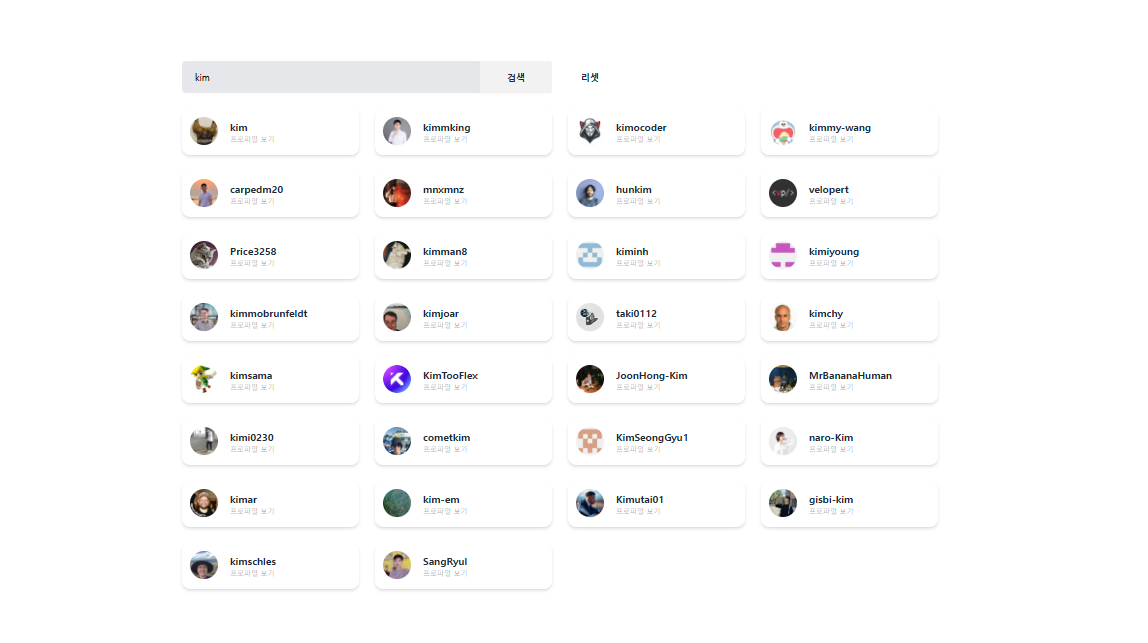 kim
검색
리셋
kim
프로파일 보기
kimmking
프로파일 보기
kimocoder
프로파일 보기
kimmy-wang
프로파일 보기
carpedm20
프로파일 보기
mnxmnz
프로파일 보기
hunkim
프로파일 보기
velopert
프로파일 보기
Price3258
프로파일 보기
kimman8
프로파일 보기
kiminh
프로파일 보기
kimiyoung
프로파일 보기
kimmobrunfeldt
프로파일 보기
kimjoar
프로파일 보기
taki0112
프로파일 보기
kimchy
프로파일 보기
kimsama
프로파일 보기
KimTooFlex
프로파일 보기
JoonHong-Kim
프로파일 보기
MrBananaHuman
프로파일 보기
kimi0230
프로파일 보기
cometkim
프로파일 보기
KimSeongGyu1
프로파일 보기
naro-Kim
프로파일 보기
kimar
프로파일 보기
kim-em
프로파일 보기
Kimutai01
프로파일 보기
gisbi-kim
프로파일 보기
kimschles
프로파일 보기
SangRyul
프로파일 보기